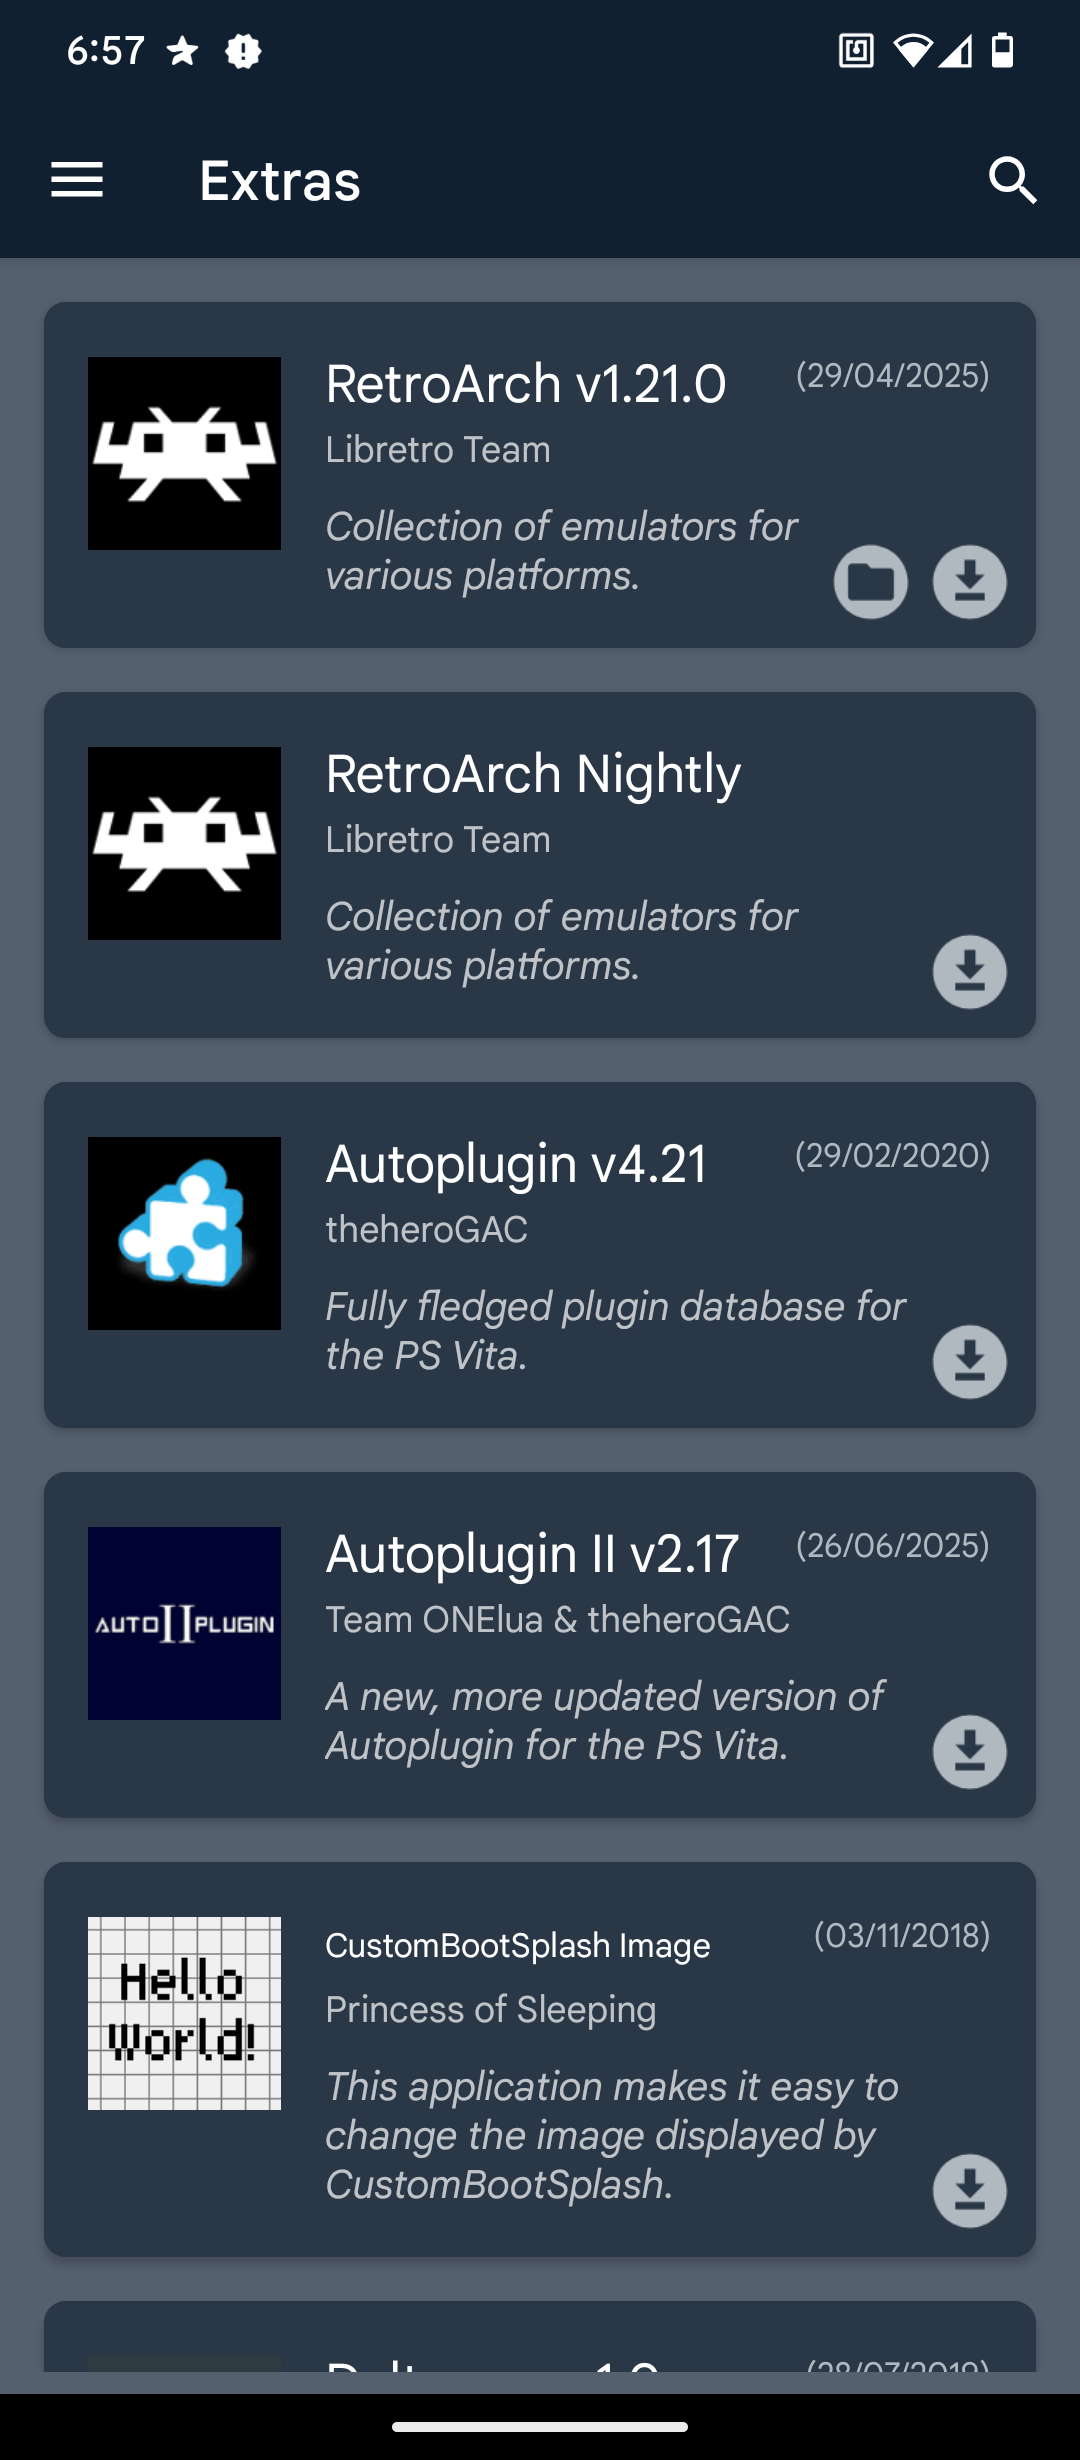 6:57
Extras
RetroArch v1.21.0
(29/04/2025)
Libretro Team
Collection of emulators for
various platforms.
RetroArch Nightly
Libretro Team
Collection of emulators for
various platforms.
Autoplugin v4.21
(29/02/2020)
theheroGAC
Fully fledged plugin database for
the PS Vita.
AUTO II PLUGIN
Autoplugin II v2.17
(26/06/2025)
Team ONElua & theheroGAC
A new, more updated version of
Autoplugin for the PS Vita.
Hello
World!
CustomBootSplash Image
(03/11/2018)
Princess of Sleeping
This application makes it easy to
change the image displayed by
CustomBootSplash.
(28/07/2019)